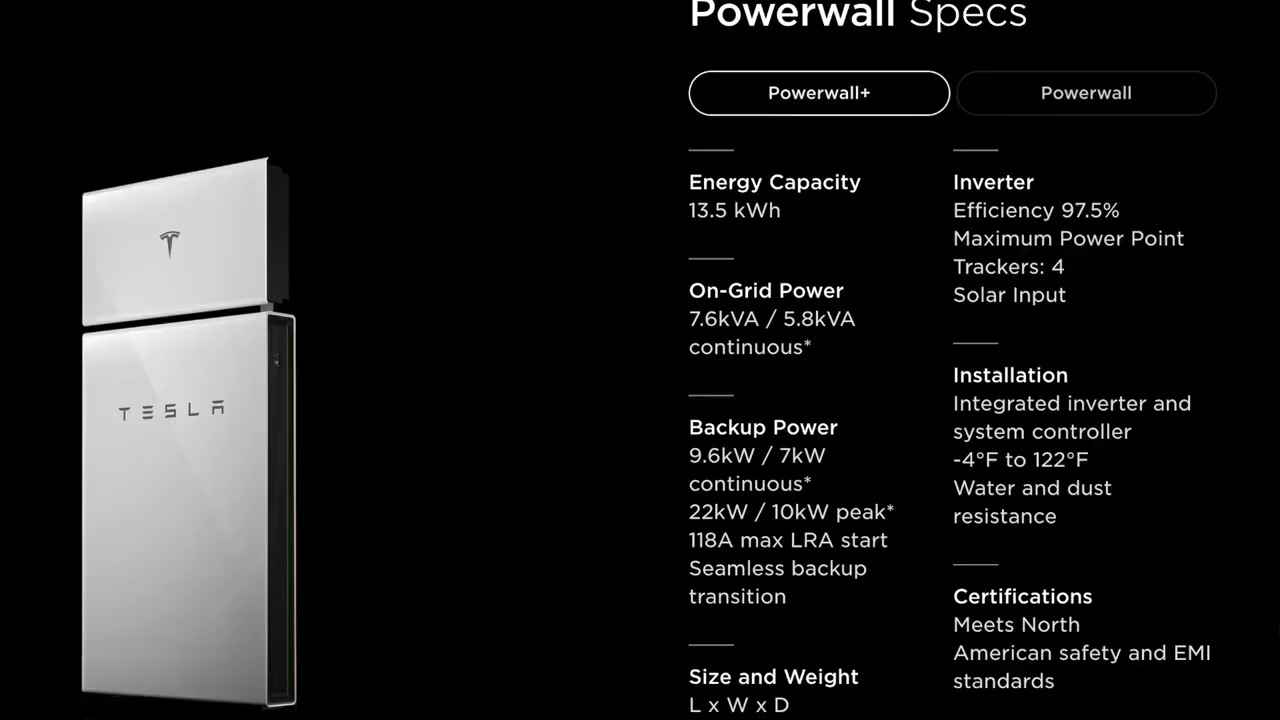 Powerwall Specs
Powerwall+
Powerwall
Energy Capacity
13.5 kWh
On-Grid Power
7.6kVA / 5.8kVA
continuous*
Backup Power
9.6kW / 7kW
continuous*
22kW / 10kW peak*
118A max LRA start
Seamless backup
transition
Size and Weight
L x W x D
Inverter
Efficiency 97.5%
Maximum Power Point
Trackers: 4
Solar Input
Installation
Integrated inverter and
system controller
-4°F to 122°F
Water and dust
resistance
Certifications
Meets North
American safety and EMI
standards
TESLA